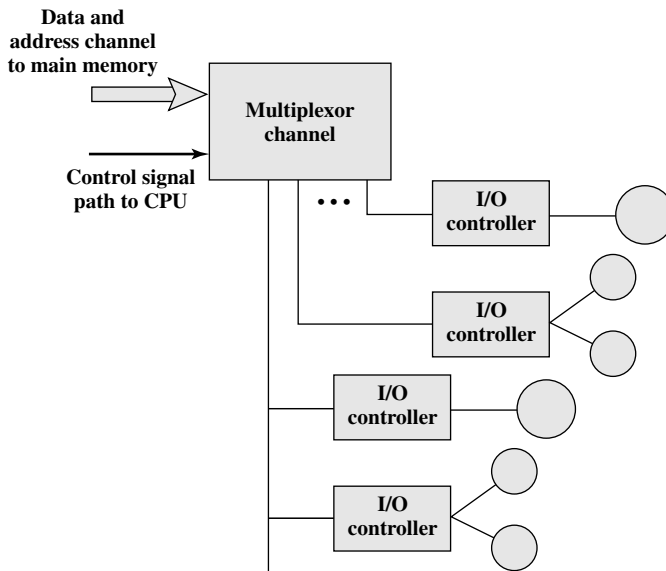 Data and
address channel
to main memory
Multiplexor
channel
Control signal
path to CPU
I/O
controller
I/O
controller
I/O
controller
I/O
controller